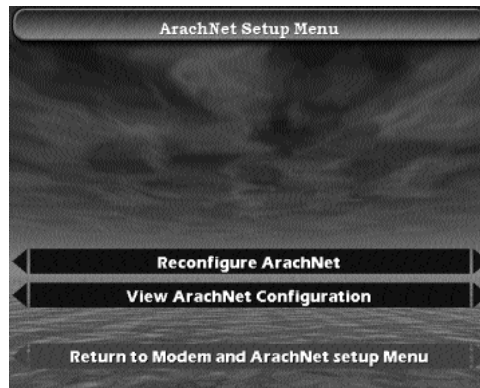 ArachNet Setup Menu
Reconfigure ArachNet
View ArachNet Configuration
Return to Modem and ArachNet setup Menu